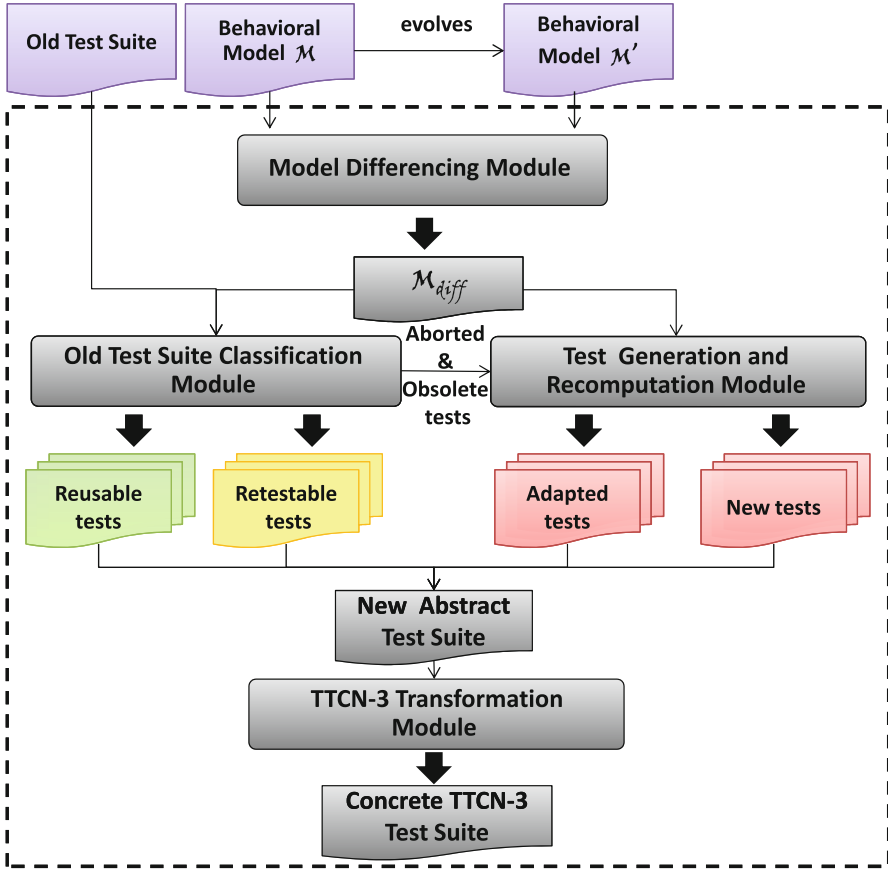 Old Test Suite
Behavioral
Model ℳ
evolves
Behavioral
Model ℳ’
Model Differencing Module
ℳdiff
Old Test Suite Classification
Module
Aborted
&
Obsolete
tests
Test Generation and
Recomputation Module
Reusable
tests
Retestable
tests
Adapted
tests
New tests
New Abstract
Test Suite
TTCN-3 Transformation
Module
Concrete TTCN-3
Test Suite